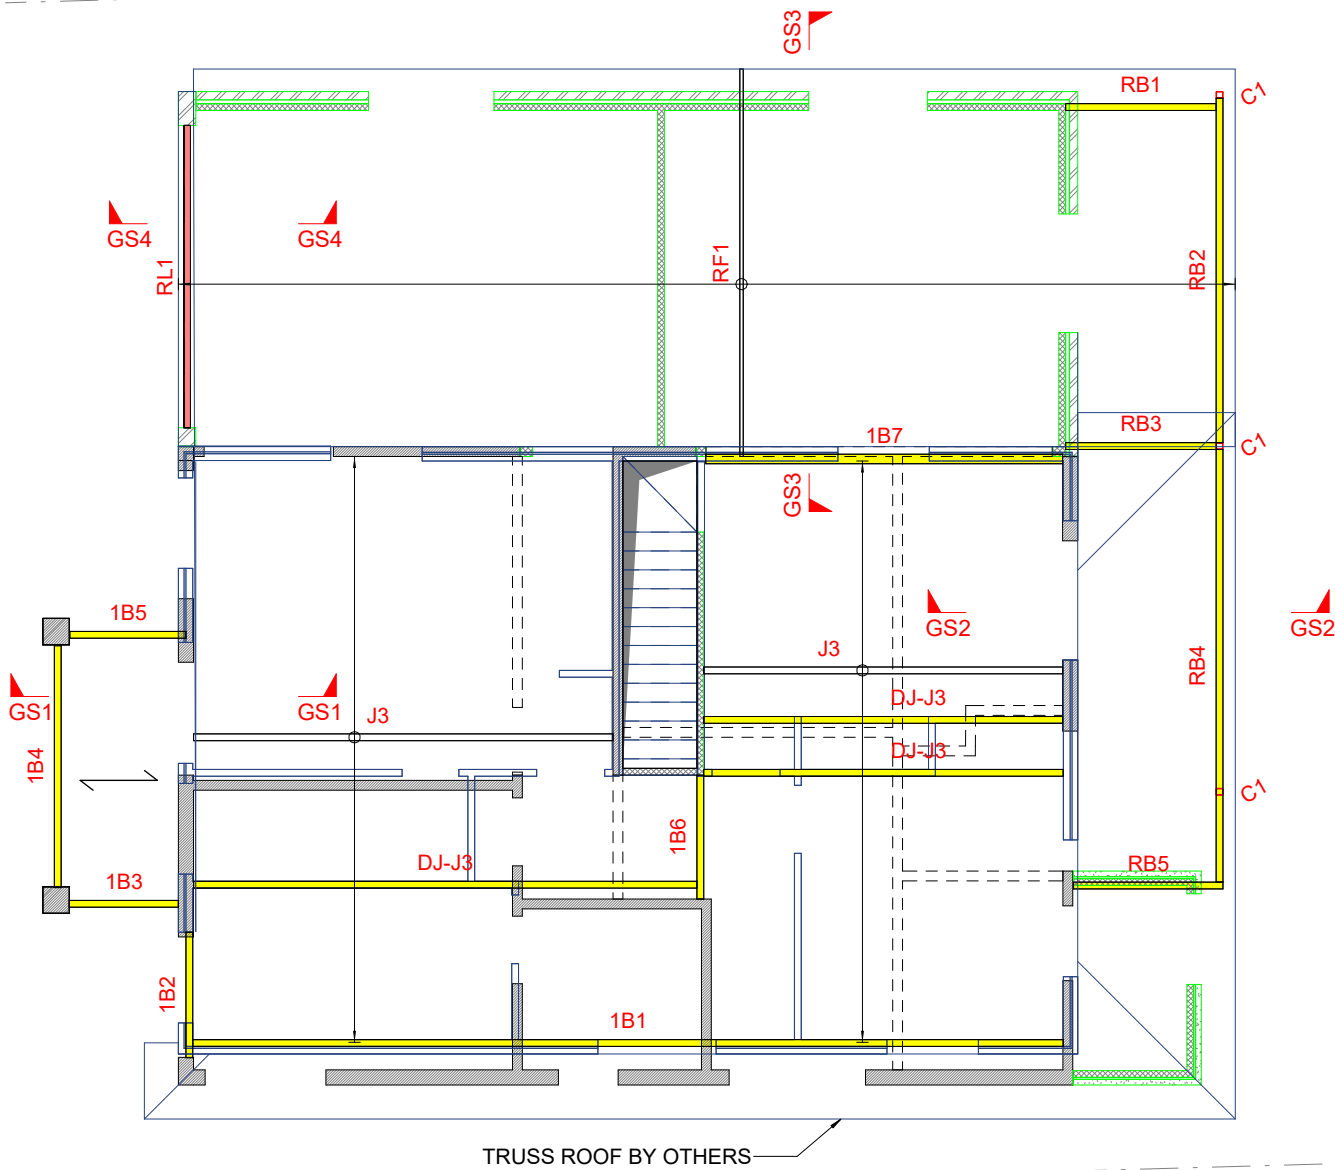 GS3
RB1
C1
GS4
GS4
RL1
RF1
RB2
1B7
RB3
C1
GS3
1B5
GS2
GS2
J3
RB4
GS1
GS1
J3
DJ-J3
DJ-J3
1B4
C1
1B6
DJ-J3
RB5
1B3
1B2
1B1
TRUSS ROOF BY OTHERS